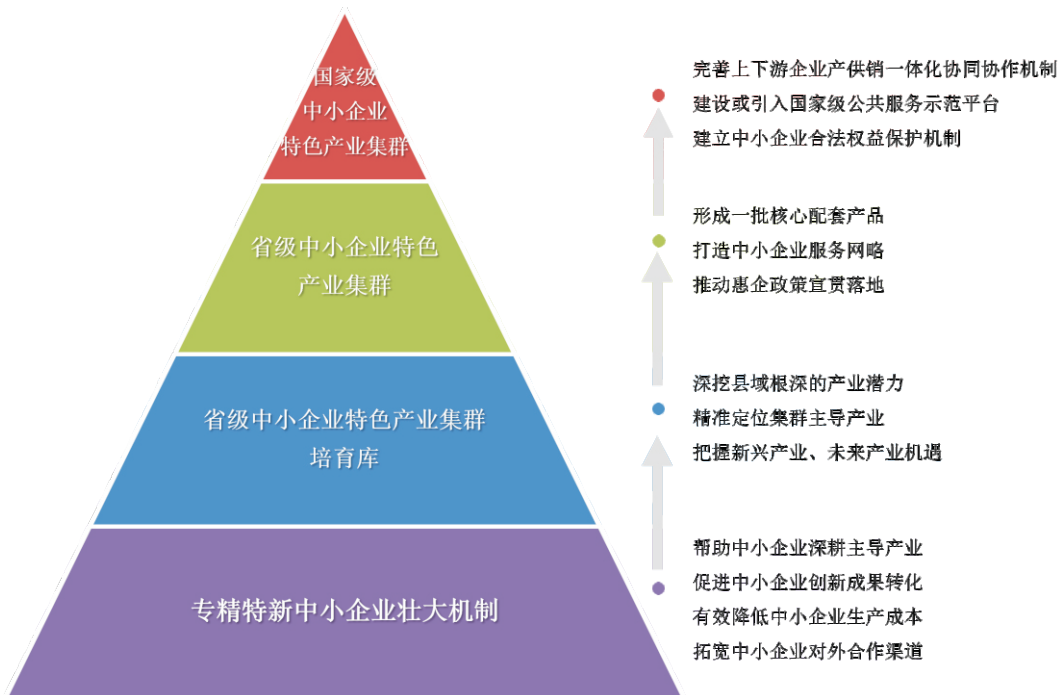 国家级
中小企业
特色产业集群
完善上下游企业产供销一体化协同协作机制
建设或引入国家级公共服务示范平台
建立中小企业合法权益保护机制
省级中小企业特色
产业集群
形成一批核心配套产品
打造中小企业服务网略
推动惠企政策宣贯落地
省级中小企业特色产业集群
培育库
深挖县域根深的产业潜力
精准定位集群主导产业
把握新兴产业、未来产业机遇
专精特新中小企业壮大机制
帮助中小企业深耕主导产业
促进中小企业创新成果转化
有效降低中小企业生产成本
拓宽中小企业对外合作渠道